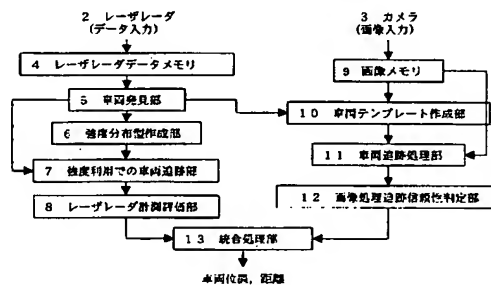 2 レーザレーダ
(データ入力)
3 カメラ
(画像入力)
4 レーザレーダデータメモリ
9 画像メモリ
5 車両発見部
10 車両テンプレート作成部
6 強度分布型作成部
11 車両追跡処理部
7 強度利用での車両追跡部
12 画像処理追跡信頼性判定部
8 レーザレーダ計測評価部
13 統合処理部
車両位置，距離